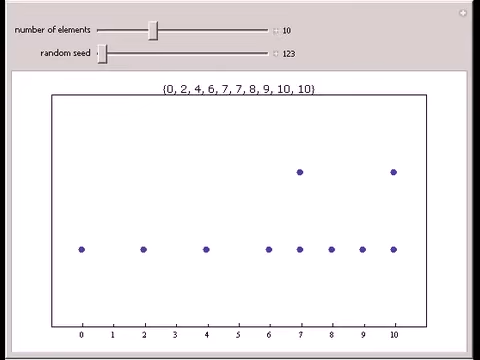 number of elements 10
random seed 123
{0, 2, 4, 6, 7, 7, 8, 9, 10, 10}
0 1 2 3 4 5 6 7 8 9 10